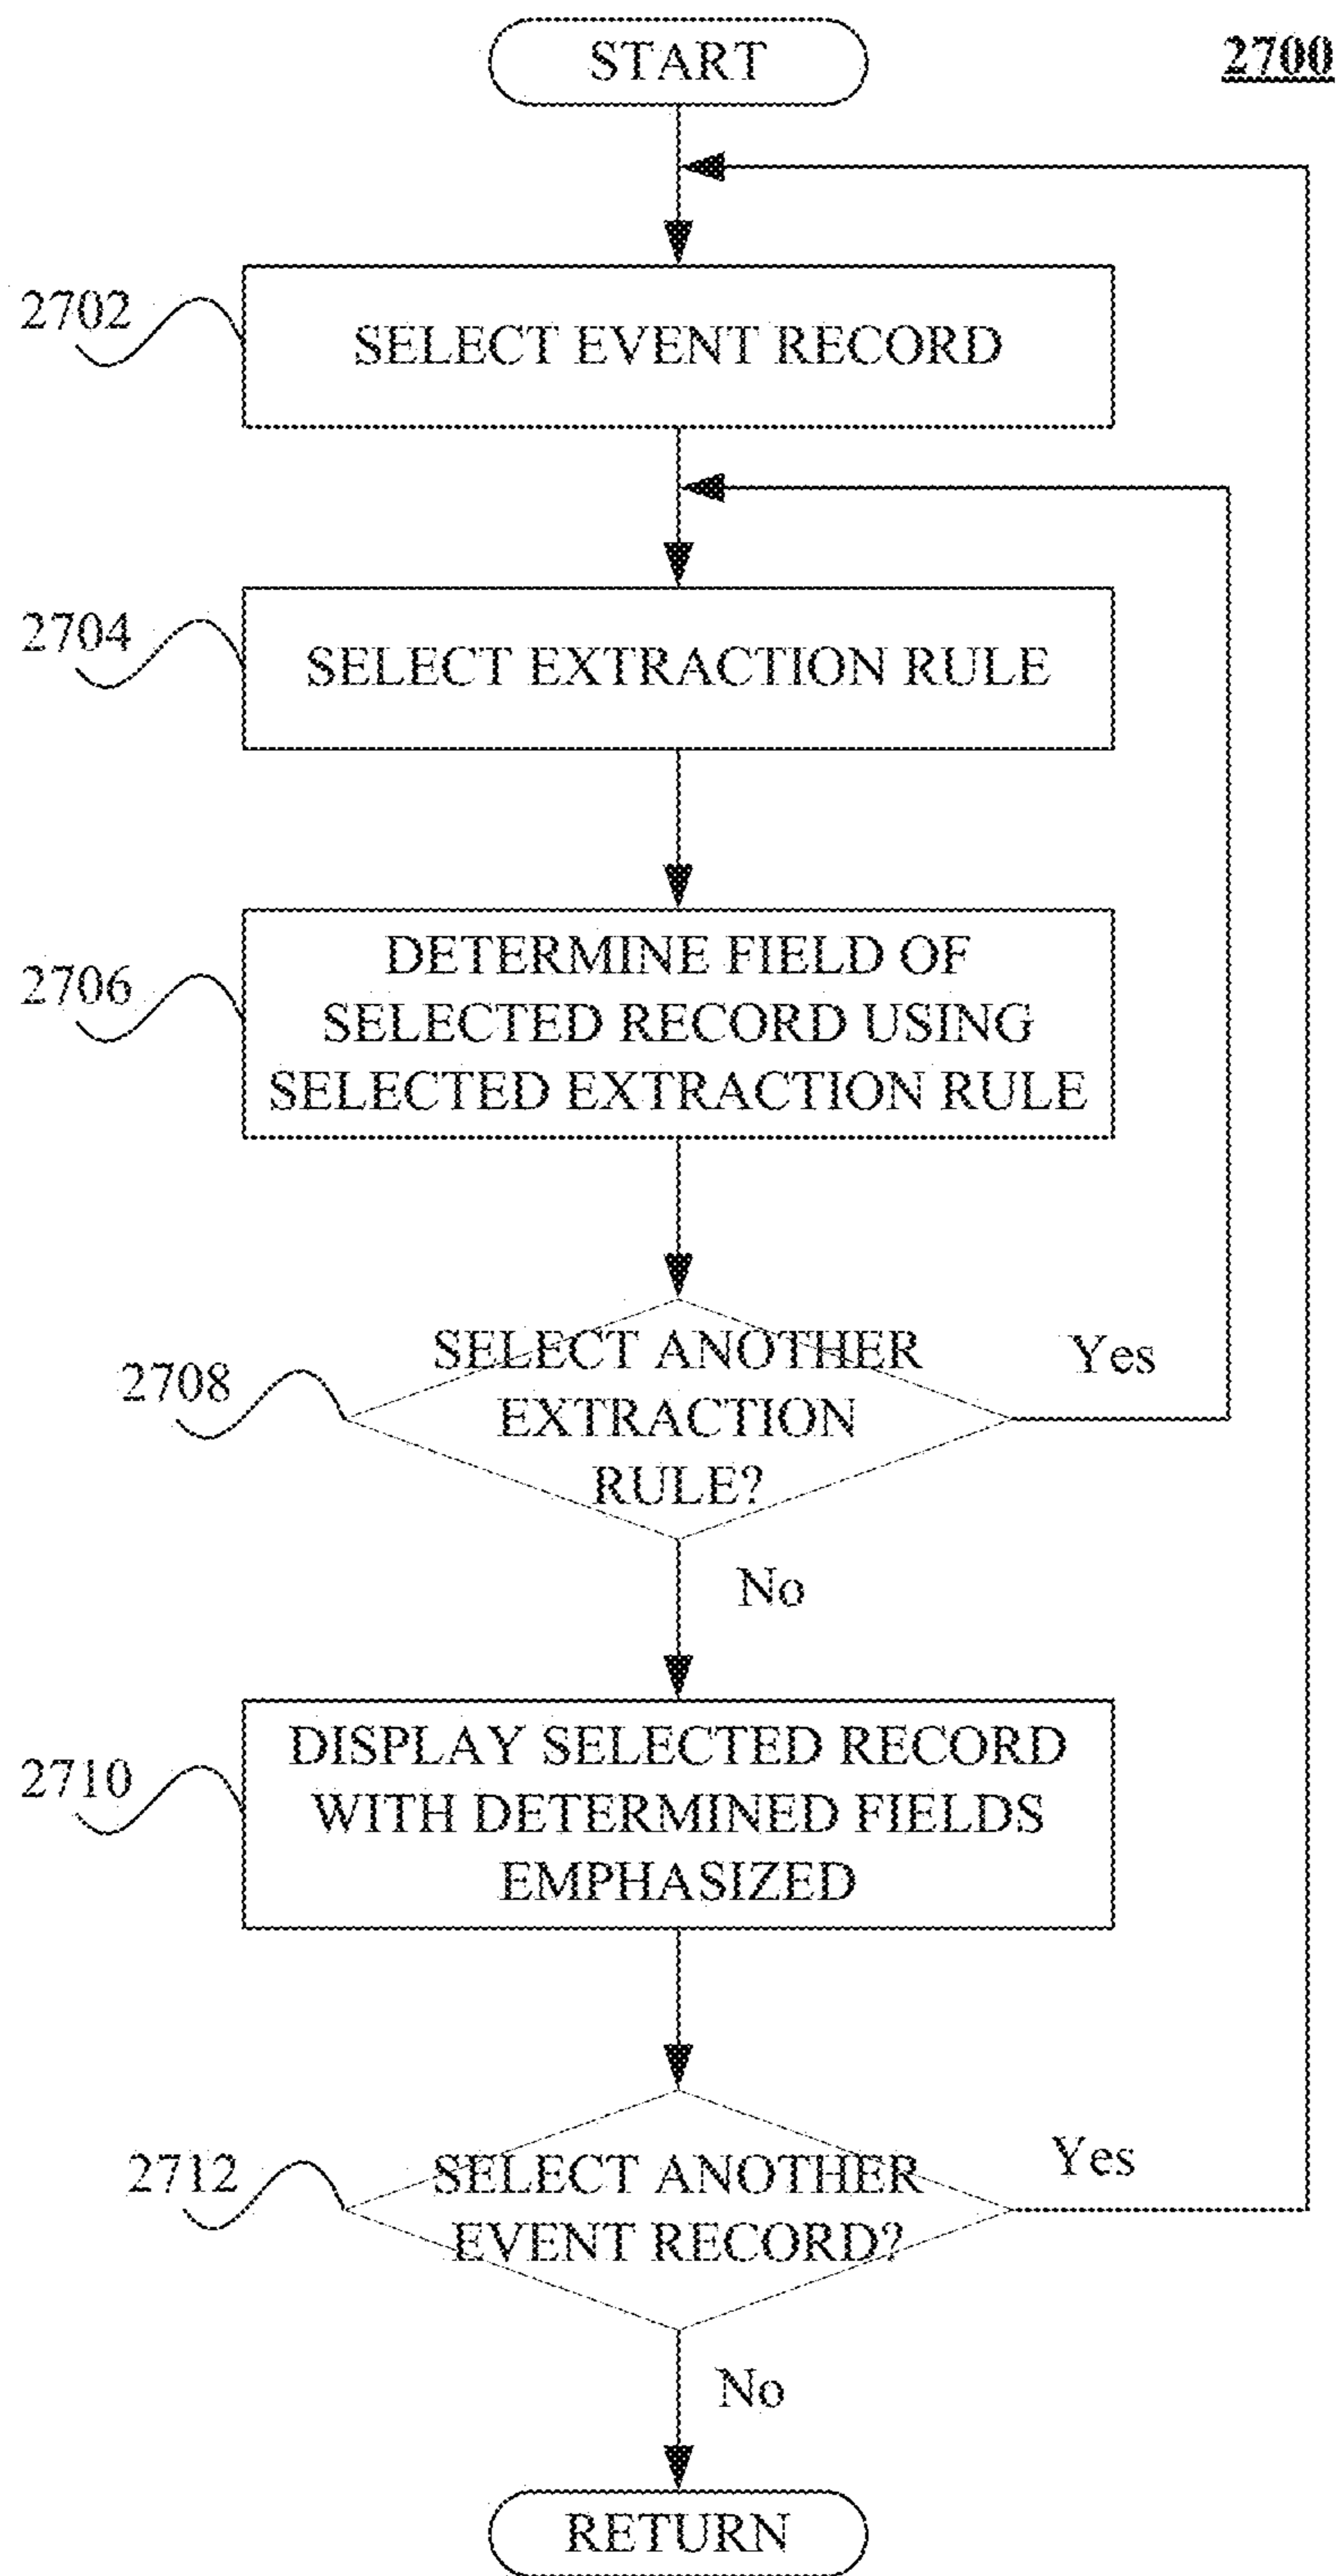 START
2700
2702
SELECT EVENT RECORD
2704
SELECT EXTRACTION RULE
2706
DETERMINE FIELD OF
SELECTED RECORD USING
SELECTED EXTRACTION RULE
2708
SELECT ANOTHER
EXTRACTION
RULE?
Yes
No
2710
DISPLAY SELECTED RECORD
WITH DETERMINED FIELDS
EMPHASIZED
2712
SELECT ANOTHER
EVENT RECORD?
Yes
No
RETURN